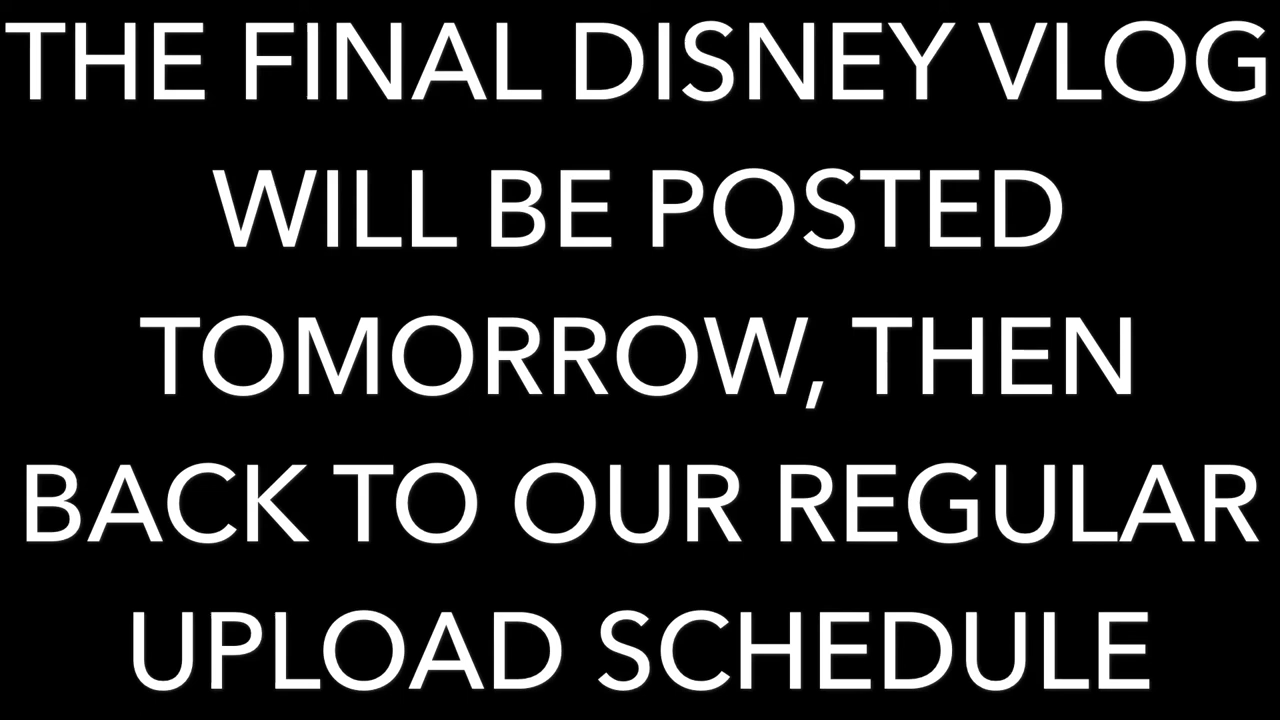 THE FINAL DISNEY VLOG
WILL BE POSTED
TOMORROW, THEN
BACK TO OUR REGULAR
UPLOAD SCHEDULE